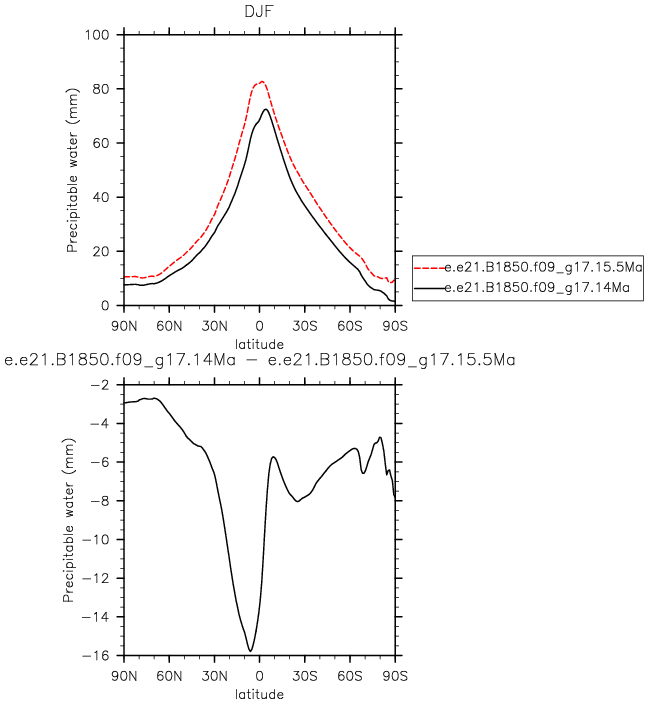 DJF
100
80
60
40
20
0
Precipitable water (mm)
90N 60N 30N 0 30S 60S 90S
latitude
e.e21.B1850.f09_g17.15.5Ma
e.e21.B1850.f09_g17.14Ma
e.e21.B1850.f09_g17.14Ma − e.e21.B1850.f09_g17.15.5Ma
−2
−4
−6
−8
−10
−12
−14
−16
Precipitable water (mm)
90N 60N 30N 0 30S 60S 90S
latitude